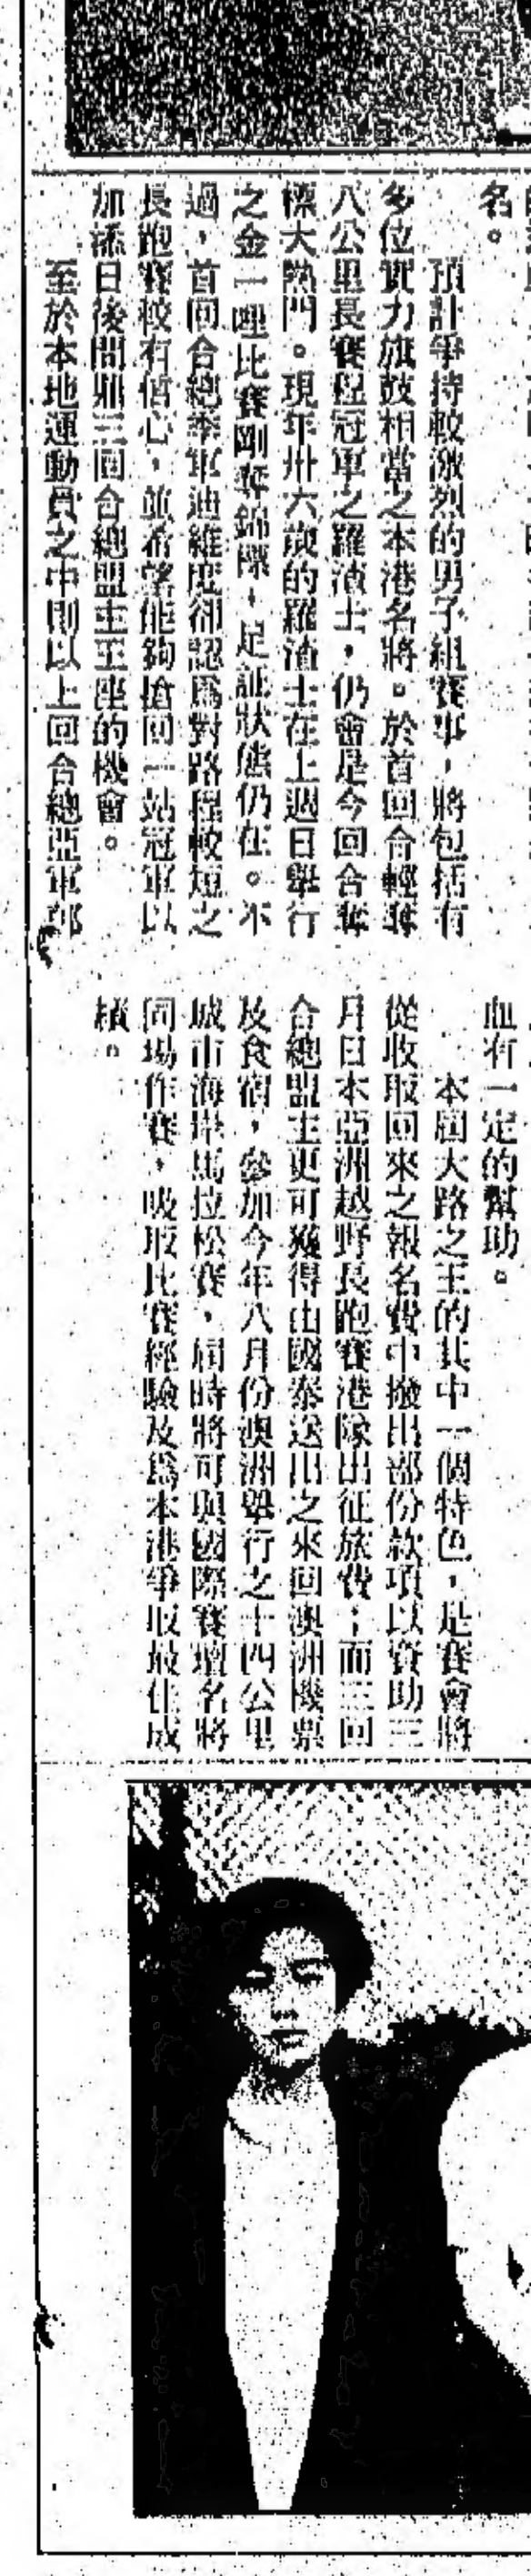 名。
預計爭持較激烈的男子組賽事，將包括有
多位實力旗鼓相當之本港名將。於首回合輕奪
八公里長賽程冠軍之羅渣士，仍會是今回合奪
標大熱門。現年卅六歲的羅渣士在上週日舉行
之金一哩比賽剛奪錦標，足証狀態仍佳。不
過，首回合總季軍迪維度卻認爲對路程較短之
長跑賽較有信心，並希望能夠搶回一站冠軍以
加添日後問鼎三回合總盟主王座的機會。
至於本地運動員之中則以上回合總亞軍鄧
血有一定的幫助。
本屆大路之王的其中一個特色，是賽會將
從收取回來之報名費中撥出部份款項以資助三
月日本亞洲越野長跑賽港隊出征旅費；而三回
合總盟主更可獲得由國泰送出之來回澳洲機票
及食宿，參加今年八月份澳洲舉行之十四公里
城市海岸馬拉松賽，屆時將可與國際賽壇名將
同場作賽，吸取比賽經驗及爲本港爭取最佳成
績。